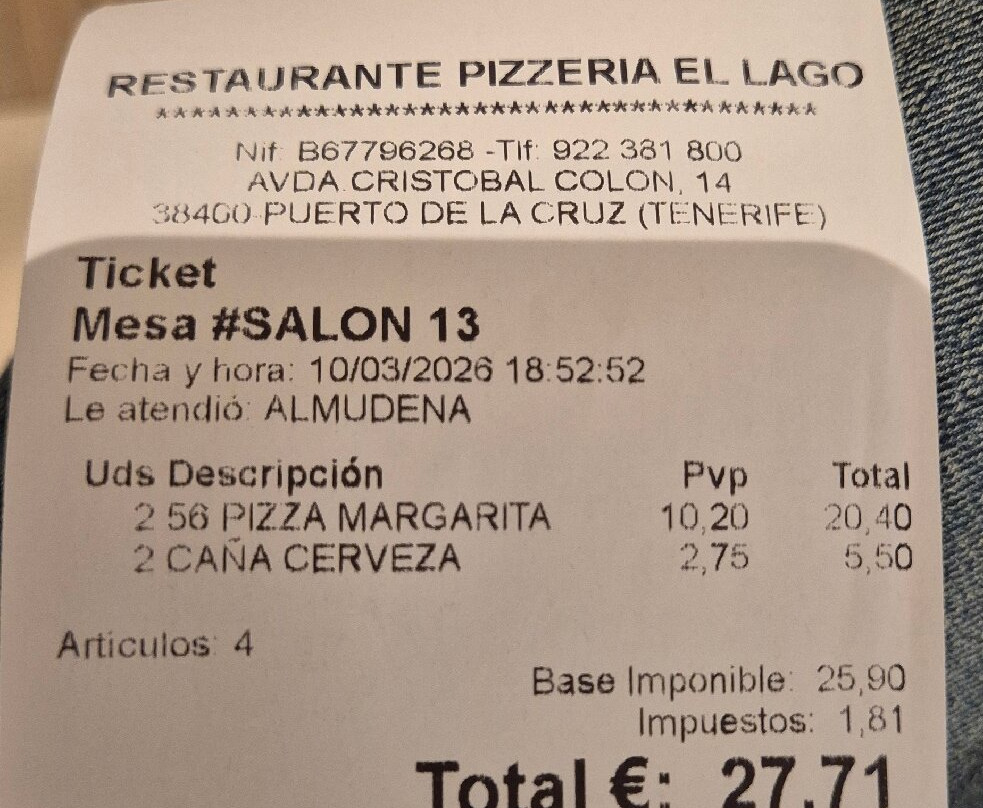 RESTAURANTE PIZZERIA EL LAGO
****************************************
Nif: B67796268 -Tlf: 922 381 800
AVDA.CRISTOBAL COLON, 14
38400-PUERTO DE LA CRUZ (TENERIFE)
Ticket
Mesa #SALON 13
Fecha y hora: 10/03/2026 18:52:52
Le atendió: ALMUDENA
Uds Descripción Pvp Total
2 56 PIZZA MARGARITA 10,20 20,40
2 CAÑA CERVEZA 2,75 5,50
Articulos: 4
Base Imponible: 25,90
Impuestos: 1,81
Total €: 27,71